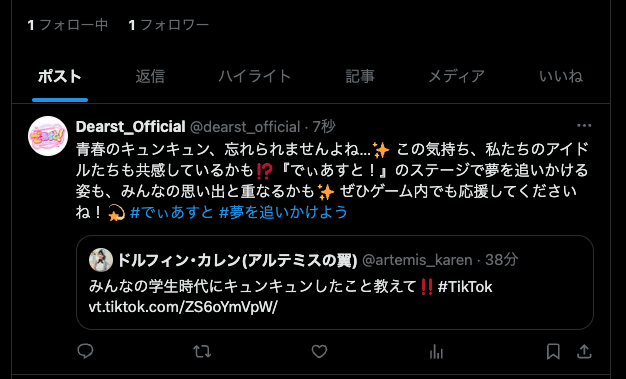 1 フォロー中 1 フォロワー
ポスト 返信 ハイライト 記事 メディア いいね
Dearst_Official @dearst_official · 7秒
青春のキュンキュン、忘れられませんよね...✨ この気持ち、私たちのアイド
ルたちも共感しているかも⁉️『でぃあすと！』のステージで夢を追いかける
姿も、みんなの思い出と重なるかも✨ ぜひゲーム内でも応援してください
ね！💫 #でぃあすと #夢を追いかけよう
ドルフィン・カレン(アルテミスの翼) @artemis_karen · 38分
みんなの学生時代にキュンキュンしたこと教えて‼️#TikTok
vt.tiktok.com/ZS6oYmVpW/